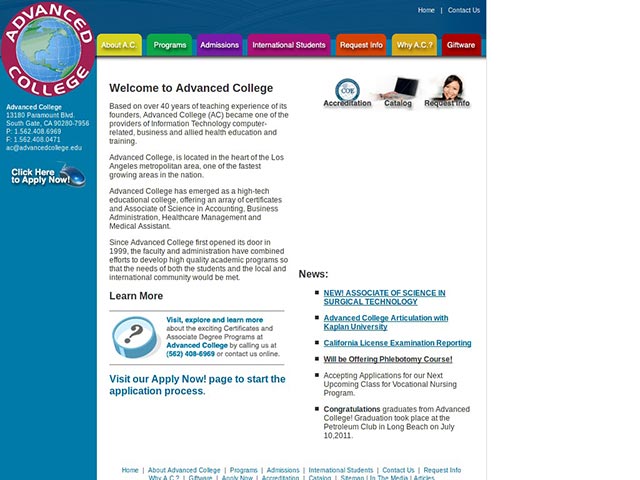 Home | Contact Us
ADVANCED
COLLEGE
About A.C.
Programs
Admissions
International Students
Request Info
Why A.C.?
Giftware
Advanced College
13180 Paramount Blvd.
South Gate, CA 90280-7956
P: 1.562.408.6969
F: 1.562.408.0471
ac@advancedcollege.edu
Click Here
to Apply Now!
Welcome to Advanced College
Based on over 40 years of teaching experience of its
founders, Advanced College (AC) became one of the
providers of Information Technology computer-
related, business and allied health education and
training.
Advanced College, is located in the heart of the Los
Angeles metropolitan area, one of the fastest
growing areas in the nation.
Advanced College has emerged as a high-tech
educational college, offering an array of certificates
and Associate of Science in Accounting, Business
Administration, Healthcare Management and
Medical Assistant.
Since Advanced College first opened its door in
1999, the faculty and administration have combined
efforts to develop high quality academic programs so
that the needs of both the students and the local and
international community would be met.
Learn More
Visit, explore and learn more
about the exciting Certificates and
Associate Degree Programs at
Advanced College by calling us at
(562) 408-6969 or contact us online.
Visit our Apply Now! page to start the
application process.
COE
Accreditation
Catalog
Request Info
News:
NEW! ASSOCIATE OF SCIENCE IN
SURGICAL TECHNOLOGY
Advanced College Articulation with
Kaplan University
California License Examination Reporting
Will be Offering Phlebotomy Course!
Accepting Applications for our Next
Upcoming Class for Vocational Nursing
Program.
Congratulations graduates from Advanced
College! Graduation took place at the
Petroleum Club in Long Beach on July
10,2011.
Home | About Advanced College | Programs | Admissions | International Students | Contact Us | Request Info
Why A.C.? | Giftware | Apply Now | Accreditation | Catalog | Sitemap | In The Media | Articles